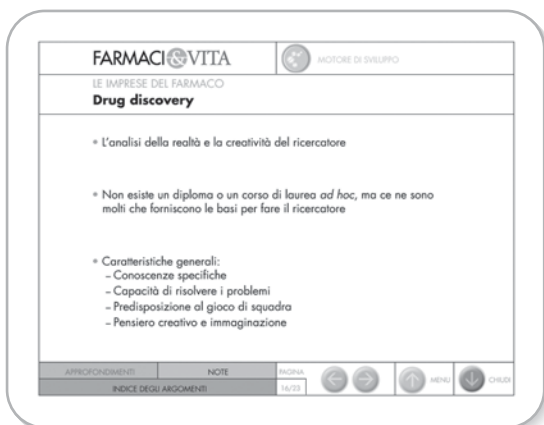 FARMACI&VITA
MOTORE DI SVILUPPO
LE IMPRESE DEL FARMACO
Drug discovery
• L'analisi della realtà e la creatività del ricercatore
• Non esiste un diploma o un corso di laurea ad hoc, ma ce ne sono
molti che forniscono le basi per fare il ricercatore
• Caratteristiche generali:
– Conoscenze specifiche
– Capacità di risolvere i problemi
– Predisposizione al gioco di squadra
– Pensiero creativo e immaginazione
APPROFONDIMENTI NOTE PAGINA
INDICE DEGLI ARGOMENTI 16/23 MENU CHIUDI